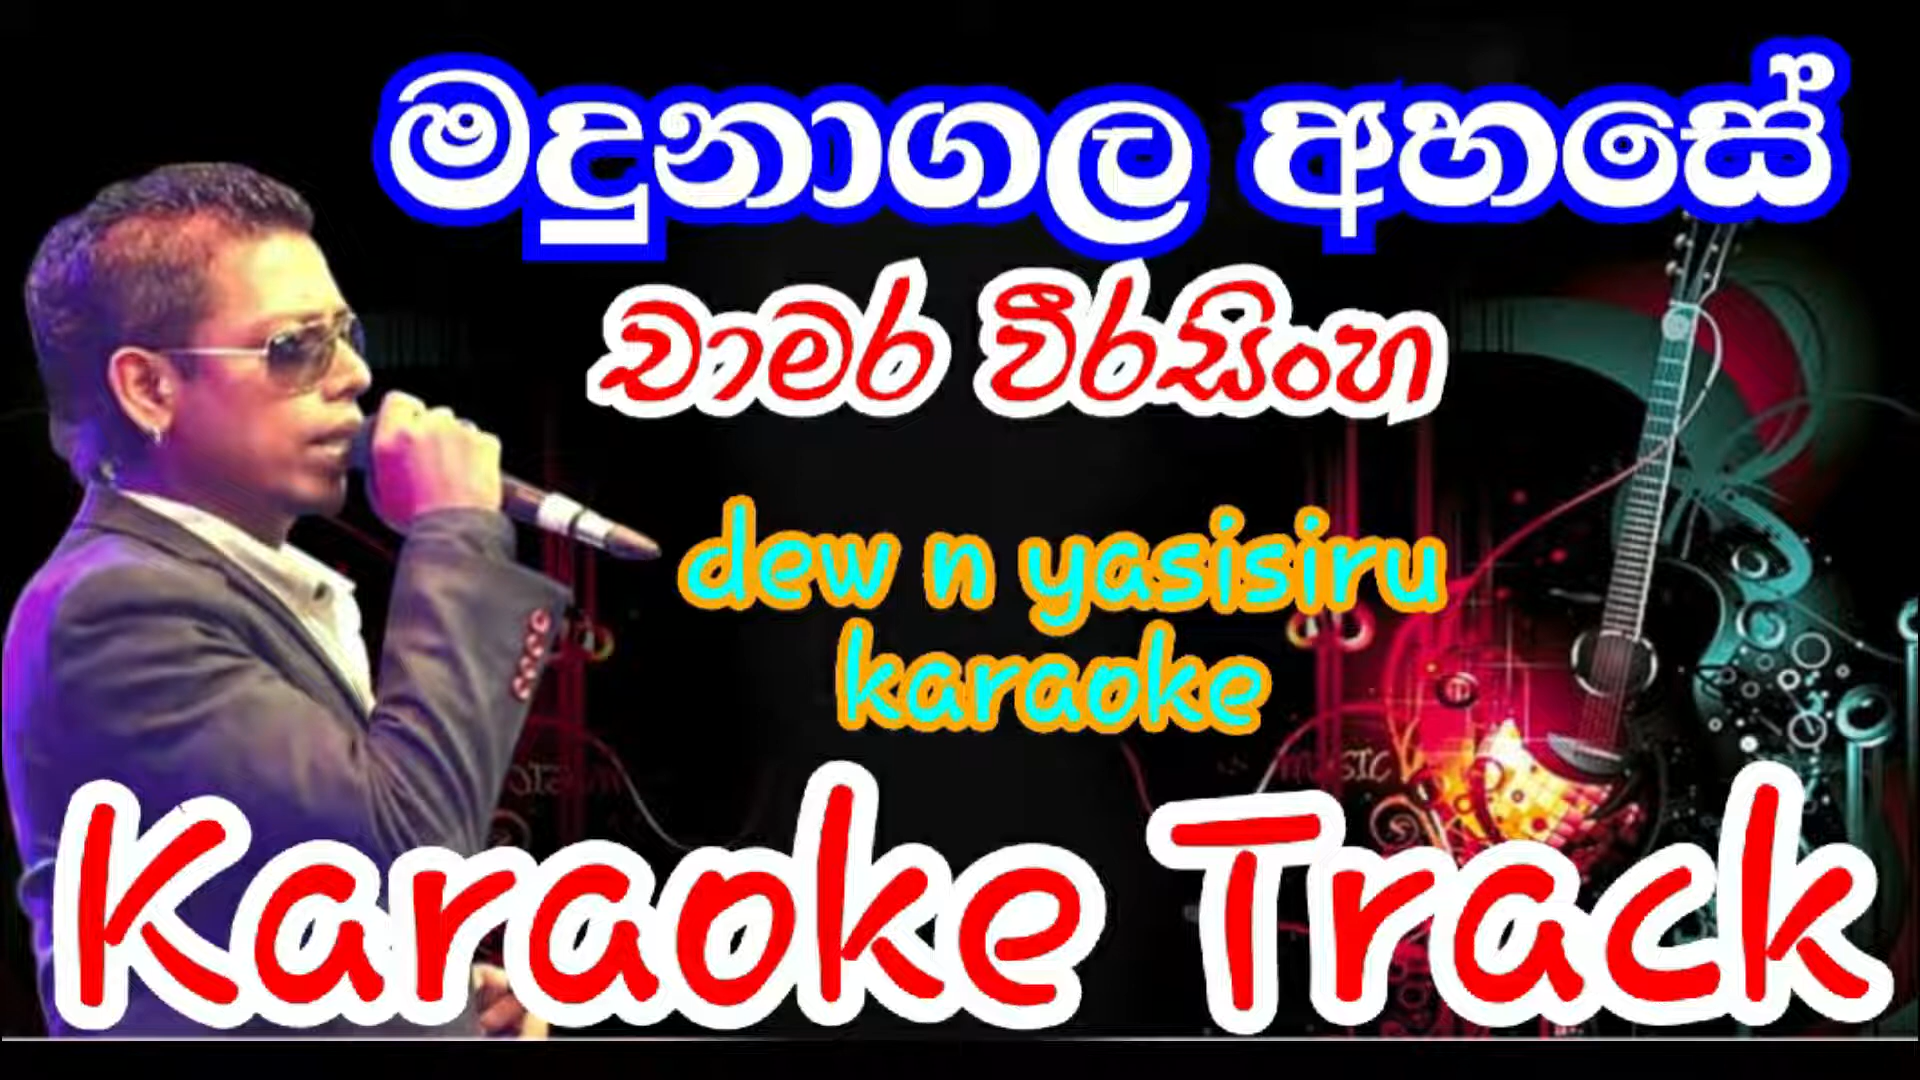 මදුනාගල අහසේ
චාමර වීරසිංහ
dew n yasisiru
karaoke
Karaoke Track